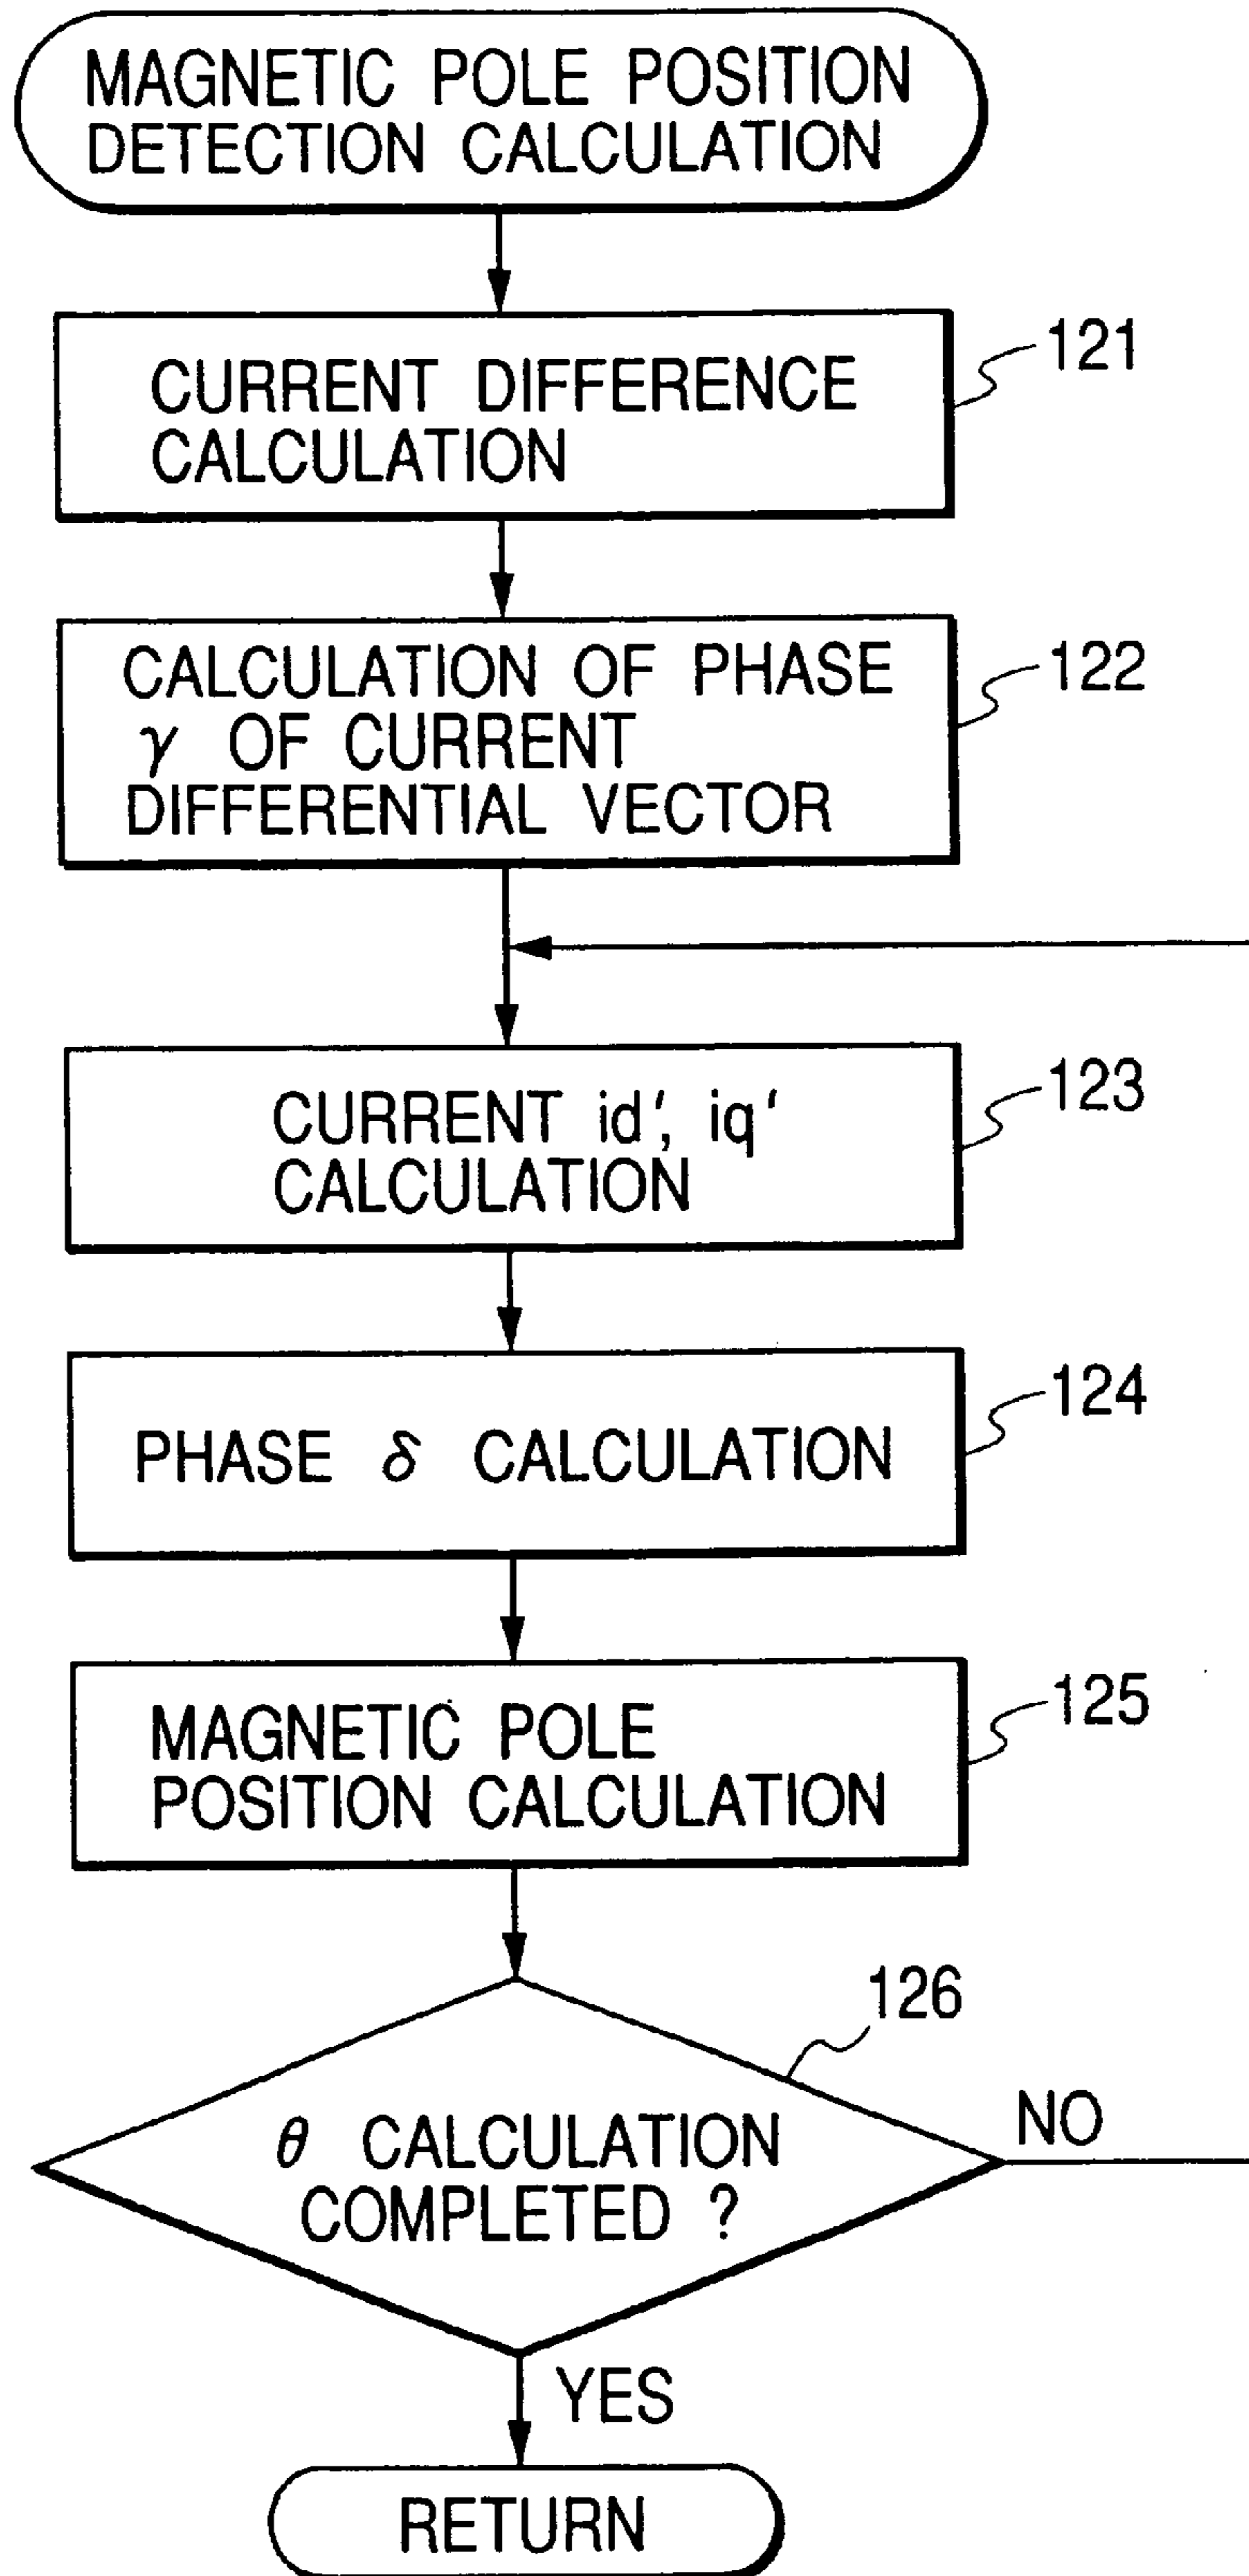 MAGNETIC POLE POSITION
DETECTION CALCULATION
CURRENT DIFFERENCE
CALCULATION
121
CALCULATION OF PHASE
γ OF CURRENT
DIFFERENTIAL VECTOR
122
CURRENT id', iq'
CALCULATION
123
PHASE δ CALCULATION
124
MAGNETIC POLE
POSITION CALCULATION
125
126
θ CALCULATION
COMPLETED ?
NO
YES
RETURN